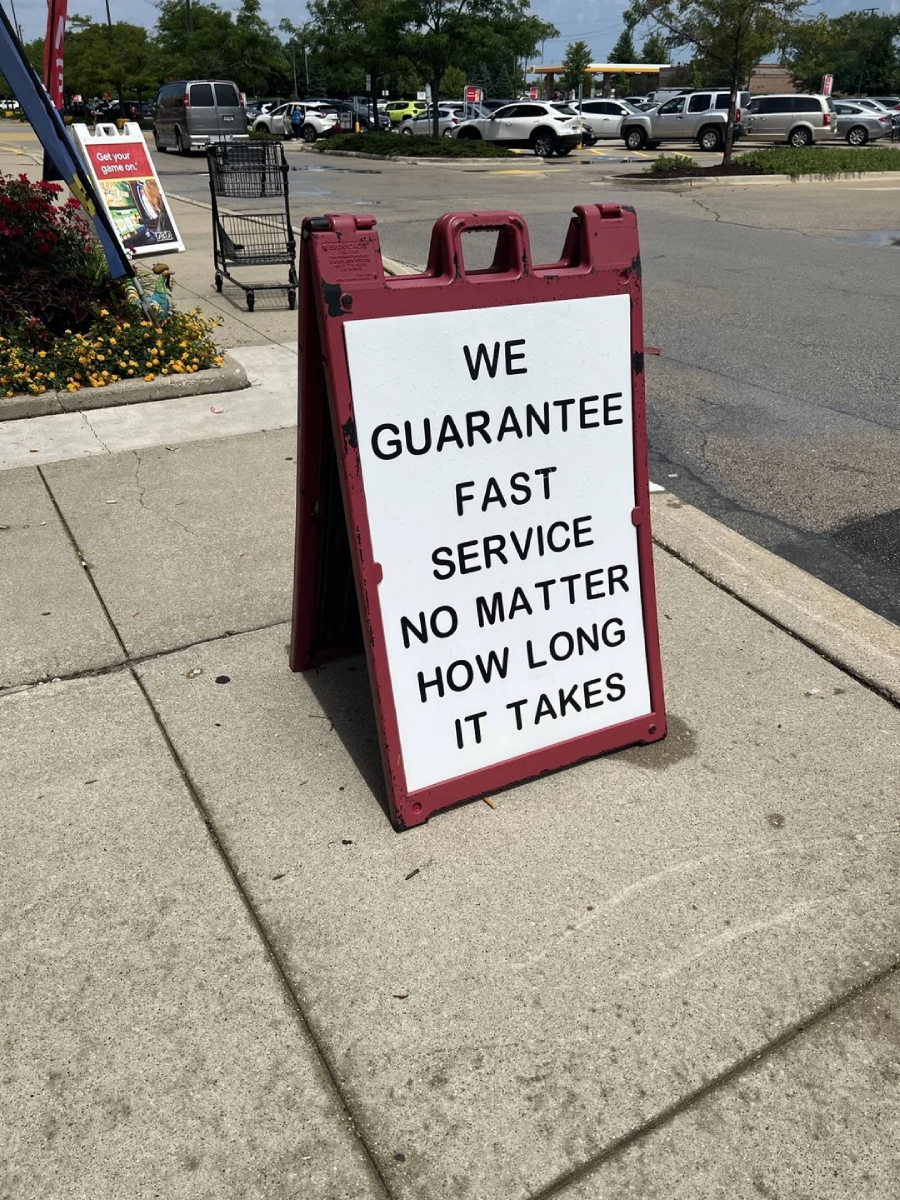 Get your
game on.
WE
GUARANTEE
FAST
SERVICE
NO MATTER
HOW LONG
IT TAKES